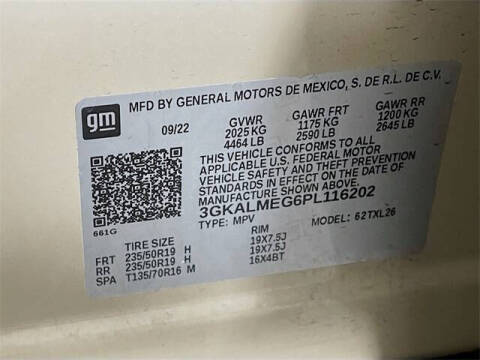 gm
MFD BY GENERAL MOTORS DE MEXICO, S. DE R.L. DE C.V.
09/22 GVWR GAWR FRT GAWR RR
2025 KG 1175 KG 1200 KG
4464 LB 2590 LB 2645 LB
THIS VEHICLE CONFORMS TO ALL
APPLICABLE U.S. FEDERAL MOTOR
VEHICLE SAFETY AND THEFT PREVENTION
STANDARDS IN EFFECT ON THE DATE OF
MANUFACTURE SHOWN ABOVE.
3GKALMEG6PL116202
661G TYPE: MPV MODEL: 62TXL26
TIRE SIZE RIM
FRT 235/50R19 H 19X7.5J
RR 235/50R19 H 19X7.5J
SPA T135/70R16 M 16X4BT